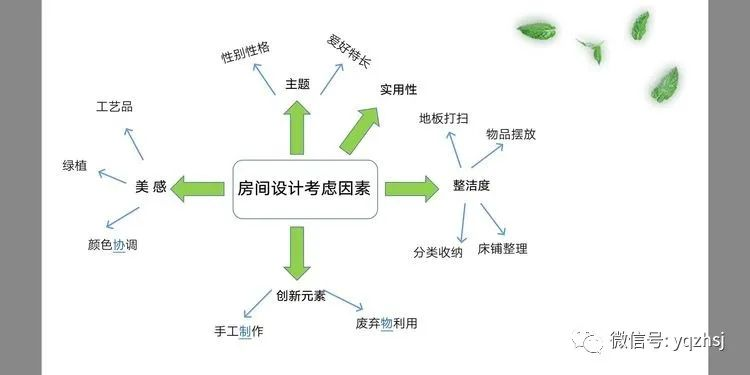 性别性格
爱好特长
主题
实用性
工艺品
地板打扫
物品摆放
绿植
美 感
房间设计考虑因素
整洁度
颜色协调
分类收纳
床铺整理
创新元素
手工制作
废弃物利用
微信号: yqzhsj